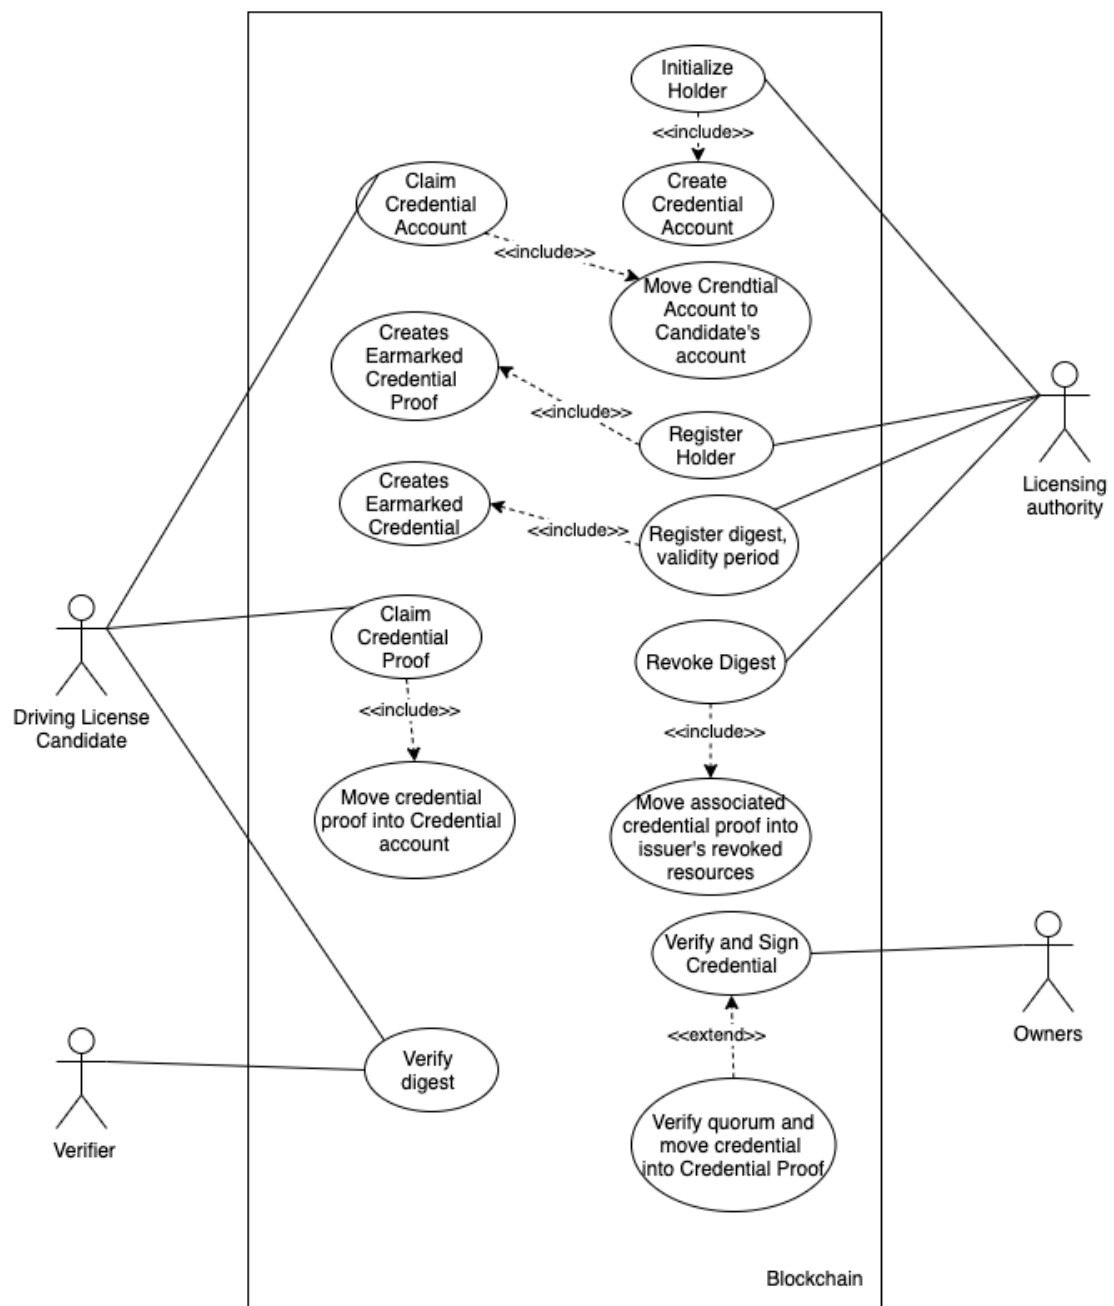 Initialize
Holder
<<include>>
Claim
Credential
Account
Create
Credential
Account
<<include>>
Move Crendtial
Account to
Candidate's
account
Creates
Earmarked
Credential
Proof
<<include>>
Register
Holder
Licensing
authority
Creates
Earmarked
Credential
<<include>>
Register digest,
validity period
Claim
Credential
Proof
Revoke Digest
Driving License
Candidate
<<include>>
<<include>>
Move credential
proof into Credential
account
Move associated
credential proof into
issuer's revoked
resources
Verify and Sign
Credential
Owners
<<extend>>
Verify
digest
Verifier
Verify quorum and
move credential
into Credential Proof
Blockchain